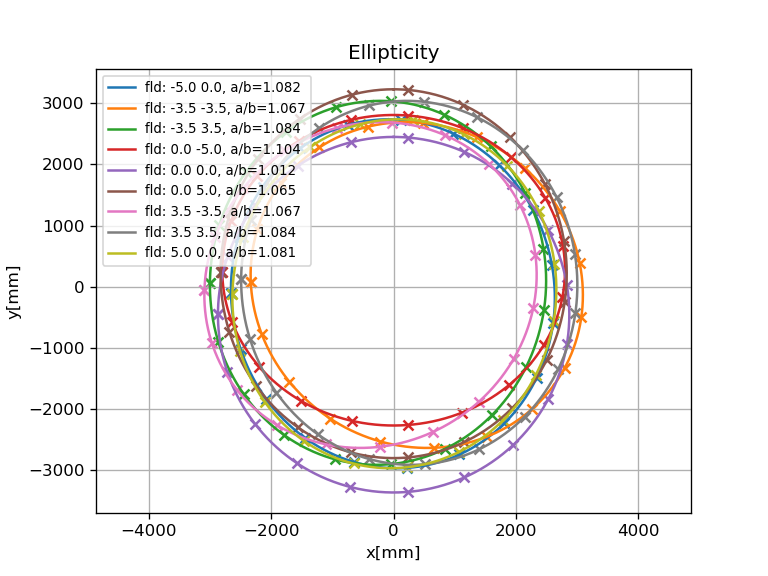 Ellipticity
3000
2000
1000
0
−1000
−2000
−3000
y[mm]
fld: -5.0 0.0, a/b=1.082
fld: -3.5 -3.5, a/b=1.067
fld: -3.5 3.5, a/b=1.084
fld: 0.0 -5.0, a/b=1.104
fld: 0.0 0.0, a/b=1.012
fld: 0.0 5.0, a/b=1.065
fld: 3.5 -3.5, a/b=1.067
fld: 3.5 3.5, a/b=1.084
fld: 5.0 0.0, a/b=1.081
−4000 −2000 0 2000 4000
x[mm]